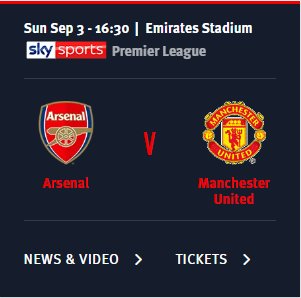 Sun Sep 3 - 16:30 | Emirates Stadium
sky sports Premier League
Arsenal
MANCHESTER
UNITED
V
Arsenal
Manchester
United
NEWS & VIDEO >
TICKETS >